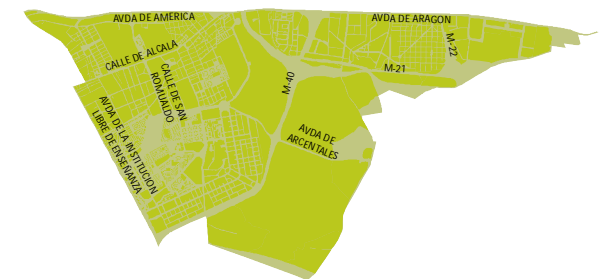 AVDA DE AMERICA
AVDA DE ARAGON
M-22
CALLE DE ALCALA
M-21
CALLE DE SAN
ROMUALDO
M-40
AVDA DE LA INSTITUCION
LIBRE DE ENSEÑANZA
AVDA DE
ARCENTALES